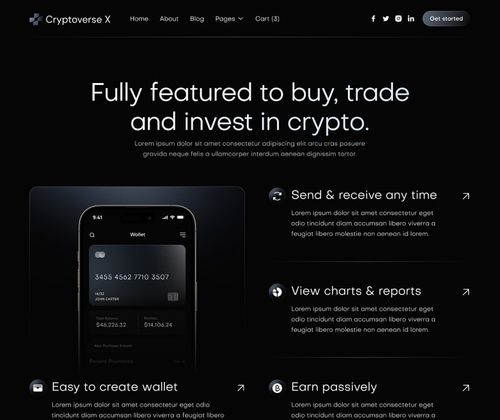 Cryptoverse X
Home About Blog Pages Cart (3)
Get started
Fully featured to buy, trade
and invest in crypto.
Lorem ipsum dolor sit amet consectetur adipiscing elit cras posuere
gravida neque felis a ullamcorper interdum aenean dignissim tortor.
9:41
Wallet
3455 4562 7710 3507
14/32
JOHN CARTER
Total Balance
$46,226.32
$14,106.24
Send & receive any time
Lorem ipsum dolor sit amet consectetur eget
odio tincidunt diam accumsan libero viverra a
feugiat libero molestie non aenean id lorem.
View charts & reports
Lorem ipsum dolor sit amet consectetur eget
odio tincidunt diam accumsan libero viverra a
feugiat libero molestie non aenean id lorem.
Easy to create wallet
Lorem ipsum dolor sit amet consectetur eget
odio tincidunt diam accumsan libero viverra a
Earn passively
Lorem ipsum dolor sit amet consectetur eget
odio tincidunt diam accumsan libero viverra a